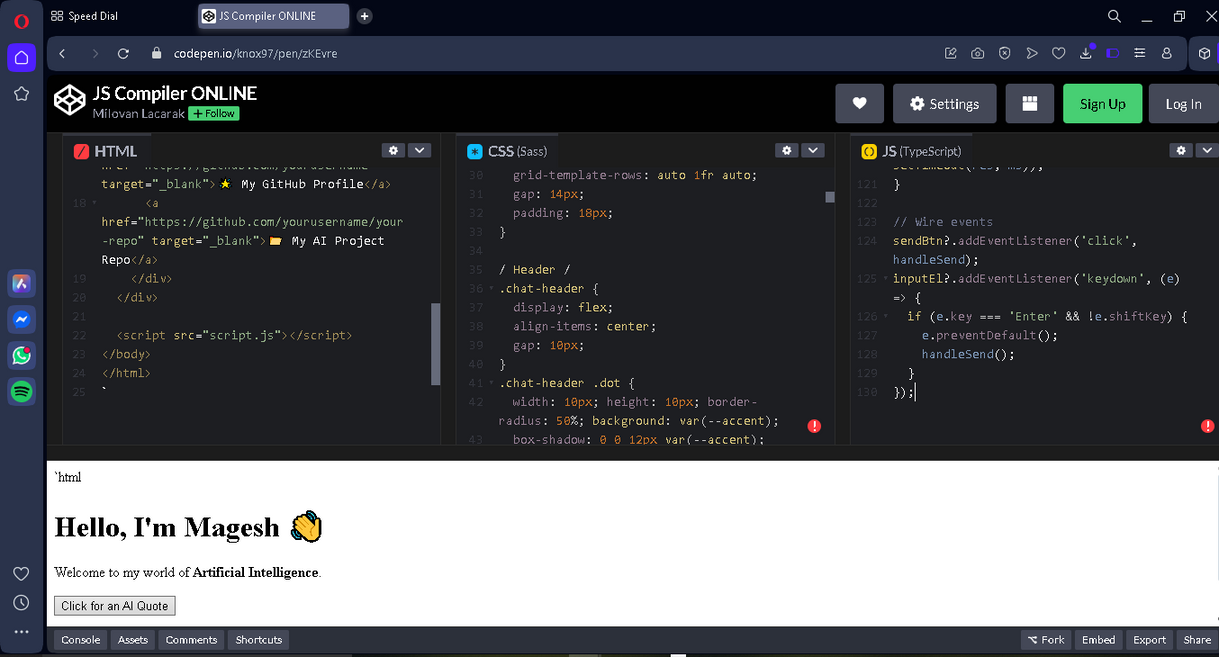 Speed Dial
JS Compiler ONLINE
codepen.io/knox97/pen/zKEvre
JS Compiler ONLINE
Milovan Lacarak + Follow
Settings
Sign Up
Log In
HTML
target="_blank">⭐ My GitHub Profile</a>
18 <a
href="https://github.com/yourusername/your
-repo" target="_blank">📂 My AI Project
Repo</a>
19 </div>
20 </div>
21
22 <script src="script.js"></script>
23 </body>
24 </html>
25 `
CSS (Sass)
30 grid-template-rows: auto 1fr auto;
31 gap: 14px;
32 padding: 18px;
33 }
34
35 / Header /
36 .chat-header {
37 display: flex;
38 align-items: center;
39 gap: 10px;
40 }
41 .chat-header .dot {
42 width: 10px; height: 10px; border-
radius: 50%; background: var(--accent);
43 box-shadow: 0 0 12px var(--accent);
JS (TypeScript)
121 }
122
123 // Wire events
124 sendBtn?.addEventListener('click',
handleSend);
125 inputEl?.addEventListener('keydown', (e)
=> {
126 if (e.key === 'Enter' && !e.shiftKey) {
127 e.preventDefault();
128 handleSend();
129 }
130 });
`html
Hello, I'm Magesh 👋
Welcome to my world of Artificial Intelligence.
Click for an AI Quote
Console
Assets
Comments
Shortcuts
Fork
Embed
Export
Share